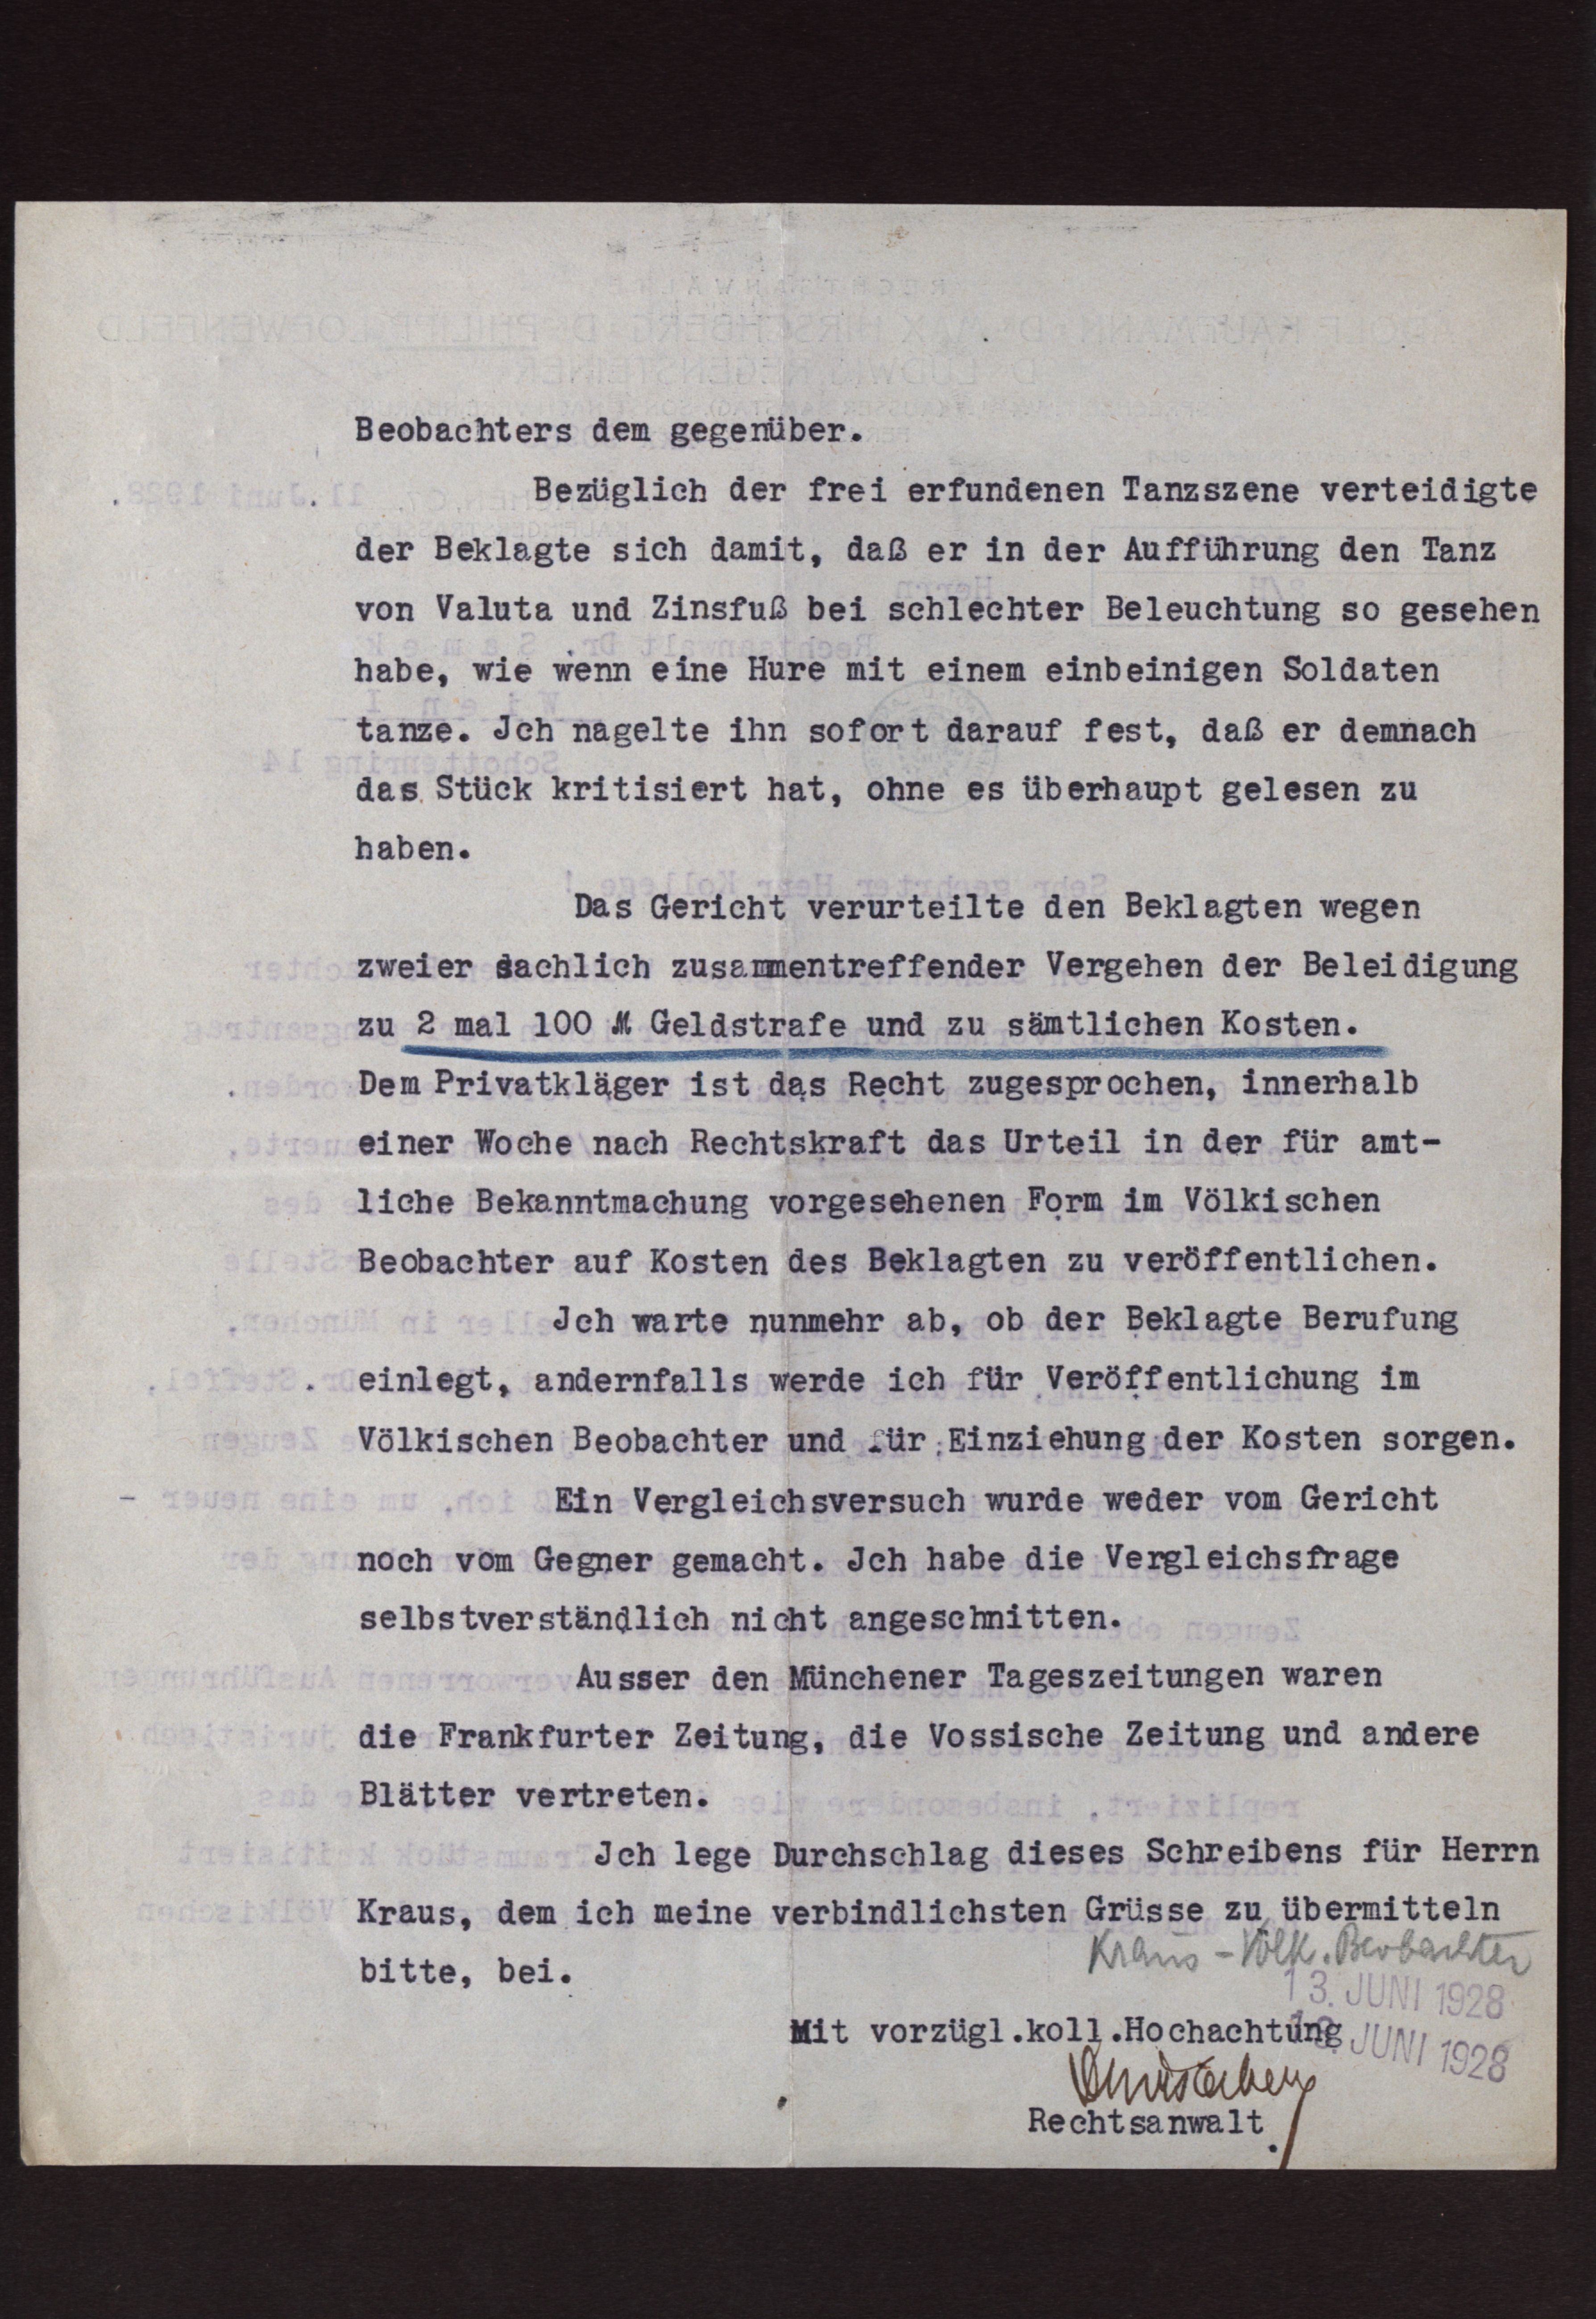 Beobachters dem gegenüber.
Bezüglich der frei erfundenen Tanzszene verteidigte
der Beklagte sich damit, daß er in der Aufführung den Tanz
von Valuta und Zinsfuß bei schlechter Beleuchtung so gesehen
habe, wie wenn eine Hure mit einem einbeinigen Soldaten
tanze. Jch nagelte ihn sofort darauf fest, daß er demnach
das Stück kritisiert hat, ohne es überhaupt gelesen zu
haben.
Das Gericht verurteilte den Beklagten wegen
zweier sachlich zusammentreffender Vergehen der Beleidigung
zu 2 mal 100 M Geldstrafe und zu sämtlichen Kosten.
Dem Privatkläger ist das Recht zugesprochen, innerhalb
einer Woche nach Rechtskraft das Urteil in der für amt-
liche Bekanntmachung vorgesehenen Form im Völkischen
Beobachter auf Kosten des Beklagten zu veröffentlichen.
Jch warte nunmehr ab, ob der Beklagte Berufung
einlegt, andernfalls werde ich für Veröffentlichung im
Völkischen Beobachter und für Einziehung der Kosten sorgen.
Ein Vergleichsversuch wurde weder vom Gericht
noch vom Gegner gemacht. Jch habe die Vergleichsfrage
selbstverständlich nicht angeschnitten.
Ausser den Münchener Tageszeitungen waren
die Frankfurter Zeitung, die Vossische Zeitung und andere
Blätter vertreten.
Jch lege Durchschlag dieses Schreibens für Herrn
Kraus, dem ich meine verbindlichsten Grüsse zu übermitteln
bitte, bei.
Kraus - Völk. Beobachter
13. JUNI 1928
Mit vorzügl.koll.Hochachtung
13. JUNI 1928
Rechtsanwalt